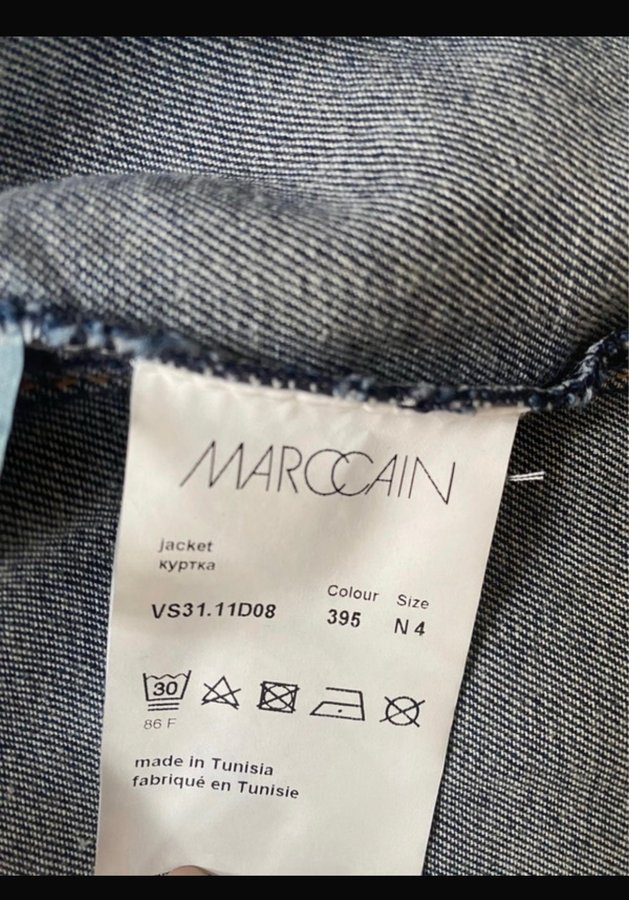 MARCCAIN
jacket
куртка
Colour Size
VS31.11D08 395 N 4
30
86 F
made in Tunisia
fabriqué en Tunisie